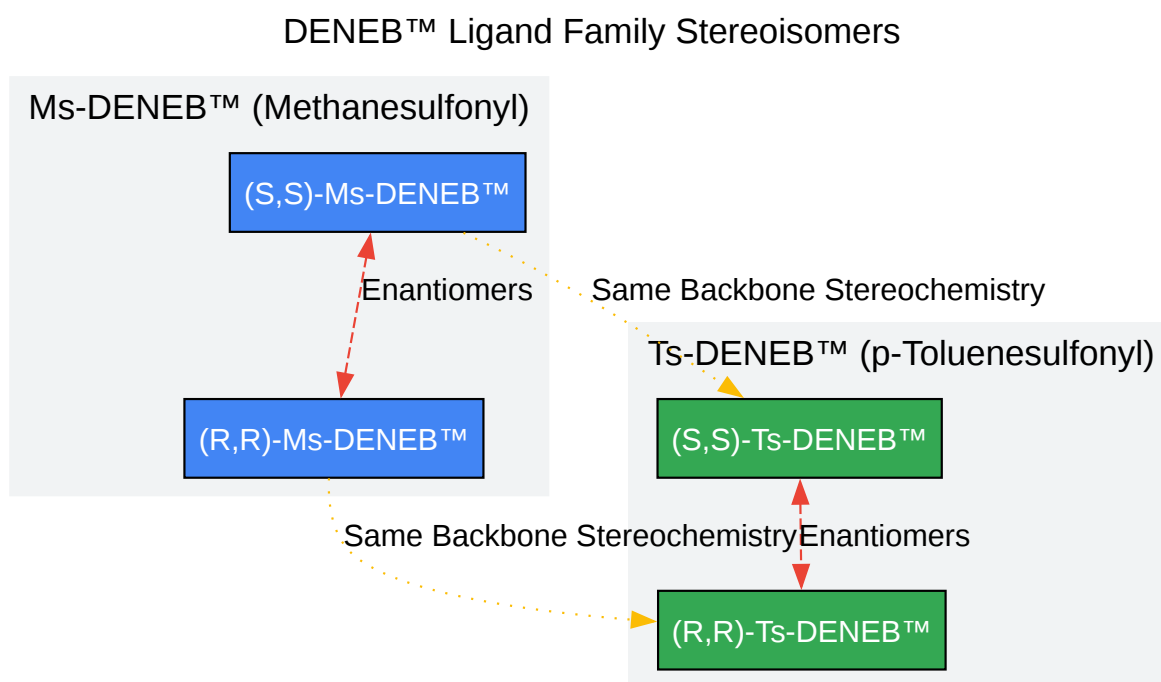 DENEB™ Ligand Family Stereoisomers
Ms-DENEB™ (Methanesulfonyl)
(S,S)-Ms-DENEB™
Enantiomers
Same Backbone Stereochemistry
Ts-DENEB™ (p-Toluenesulfonyl)
(R,R)-Ms-DENEB™
(S,S)-Ts-DENEB™
Same Backbone Stereochemistry
Enantiomers
(R,R)-Ts-DENEB™